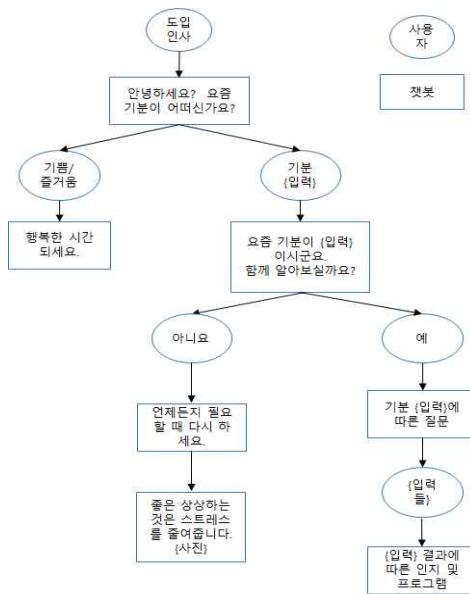 도입
인사
사용
자
안녕하세요? 요즘
기분이 어떠신가요?
챗봇
기쁨/
즐거움
기분
{입력}
행복한 시간
되세요.
요즘 기분이 {입력}
이시군요.
함께 알아보실까요?
아니요
예
언제든지 필요
할 때 다시 하
세요.
기분 {입력}에
따른 질문
좋은 상상하는
것은 스트레스
를 줄여줍니다.
{사진}
{입력
들}
{입력} 결과에
따른 인지 및
프로그램